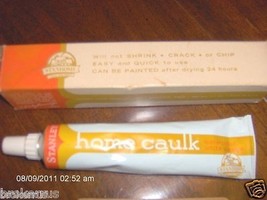 Will not SHRINK • CRACK • or CHIP
EASY and QUICK to use
CAN BE PAINTED after drying 24 hours
STANLEY
home caulk
08/09/2011 02:52 am